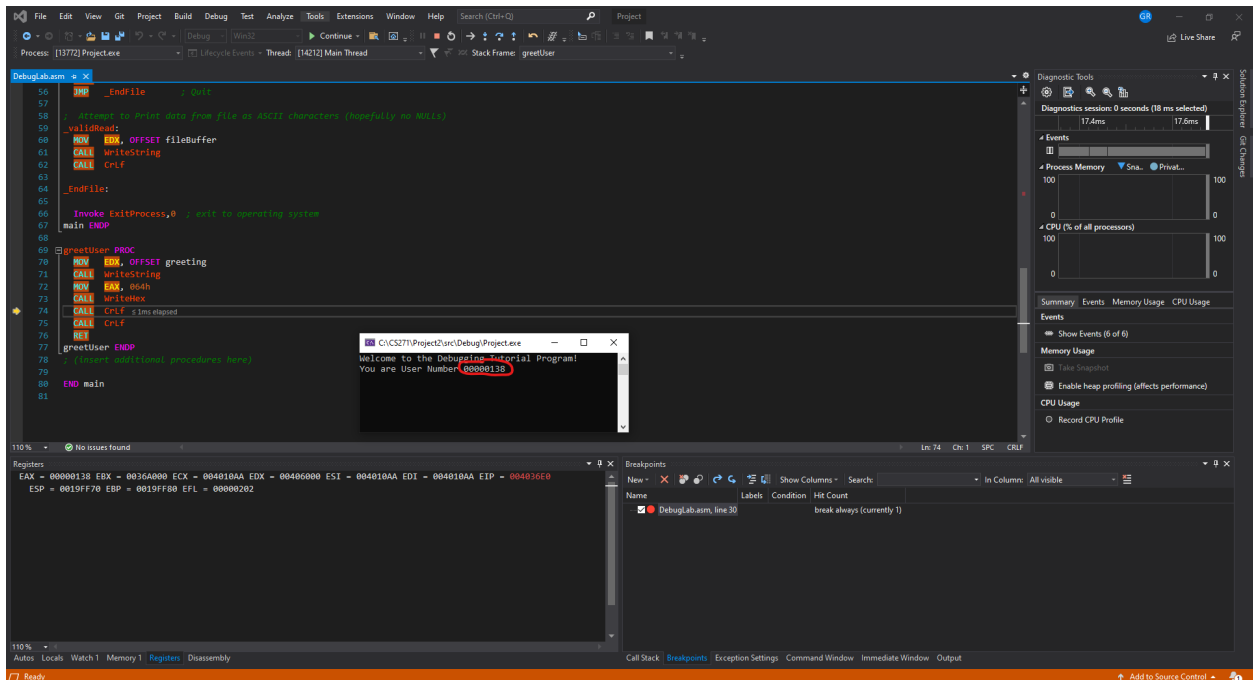 File Edit View Git Project Build Debug Test Analyze Tools Extensions Window Help Search (Ctrl+Q) Project GR
Debug Win32 Continue Live Share
Process: [13772] Project.exe Lifecycle Events Thread: [14212] Main Thread Stack Frame: greetUser
DebugLab.asm
56 JMP _EndFile ; Quit
57
58 ; Attempt to Print data from file as ASCII characters (hopefully no NULLs)
59 _validRead:
60 MOV EDX, OFFSET fileBuffer
61 CALL WriteString
62 CALL CrLf
63
64 _EndFile:
65
66 Invoke ExitProcess,0 ; exit to operating system
67 main ENDP
68
69 greetUser PROC
70 MOV EDX, OFFSET greeting
71 CALL WriteString
72 MOV EAX, 064h
73 CALL WriteHex
74 CALL CrLf ≤1ms elapsed
75 CALL CrLf
76 RET
77 greetUser ENDP
78 ; (insert additional procedures here)
79
80 END main
81
110% No issues found Ln: 74 Ch: 1 SPC CRLF
C:\CS271\Project2\src\Debug\Project.exe
Welcome to the Debugging Tutorial Program!
You are User Number 00000138
Diagnostic Tools
Diagnostics session: 0 seconds (18 ms selected)
17.4ms 17.6ms
Events
Process Memory Sna.. Privat...
100 100
0 0
CPU (% of all processors)
100 100
0 0
Summary Events Memory Usage CPU Usage
Events
Show Events (6 of 6)
Memory Usage
Take Snapshot
Enable heap profiling (affects performance)
CPU Usage
Record CPU Profile
Solution Explorer
Git Changes
Registers
EAX = 00000138 EBX = 0036A000 ECX = 004010AA EDX = 00406000 ESI = 004010AA EDI = 004010AA EIP = 004036E0
ESP = 0019FF70 EBP = 0019FF80 EFL = 00000202
110%
Autos Locals Watch 1 Memory 1 Registers Disassembly
Breakpoints
New Show Columns Search: In Column: All visible
Name Labels Condition Hit Count
DebugLab.asm, line 30 break always (currently 1)
Call Stack Breakpoints Exception Settings Command Window Immediate Window Output
Ready Add to Source Control